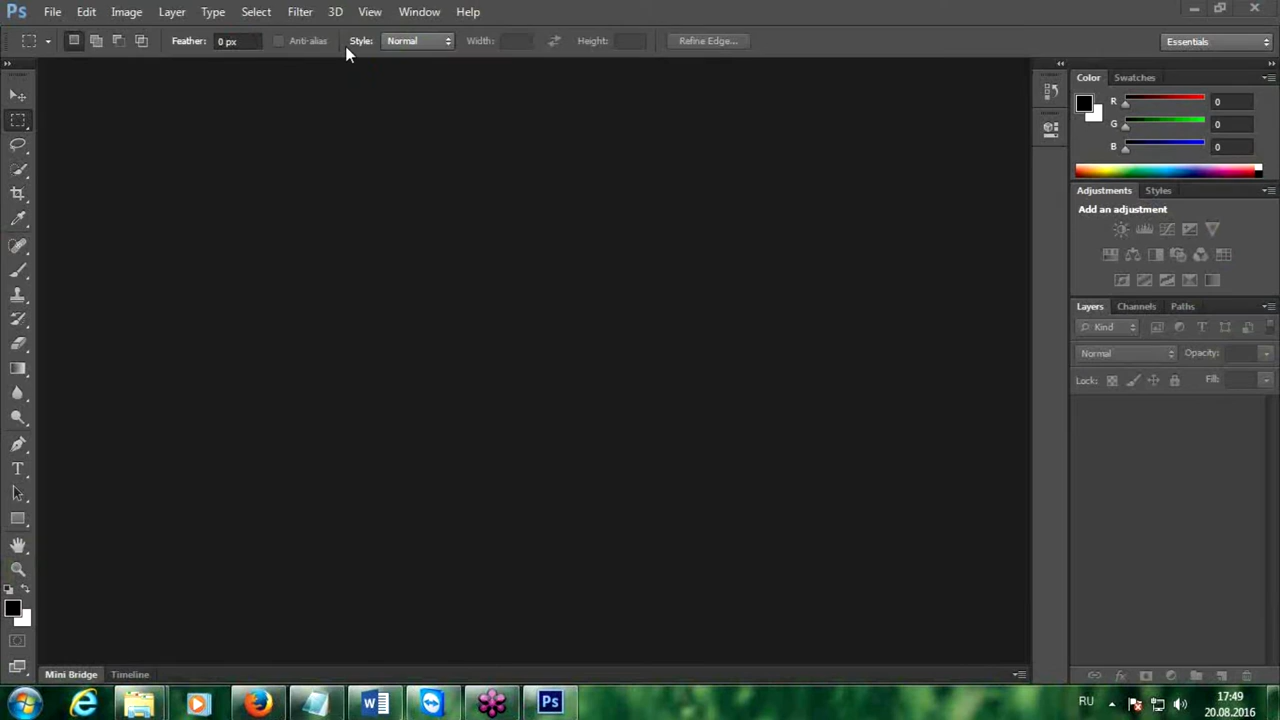 Ps File Edit Image Layer Type Select Filter 3D View Window Help
Feather: 0 px Anti-alias Style: Normal Width: Height: Refine Edge... Essentials
Color Swatches
R 0
G 0
B 0
Adjustments Styles
Add an adjustment
Layers Channels Paths
Kind
Normal Opacity:
Lock: Fill:
Mini Bridge Timeline
Ps RU 17:49
20.08.2016